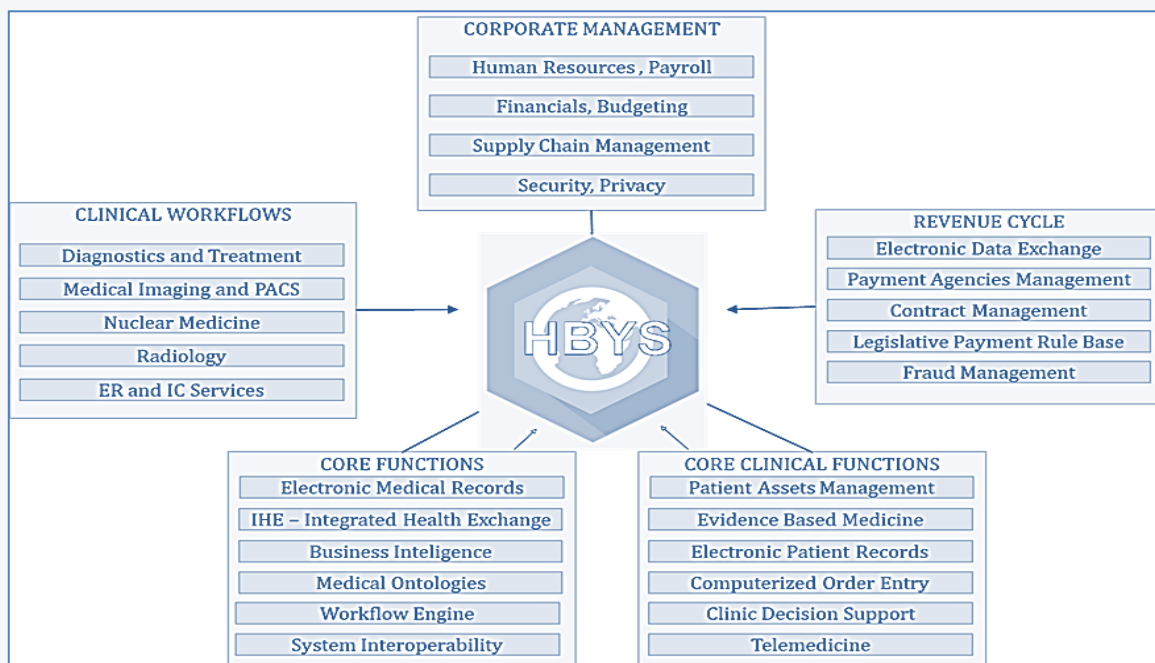 CORPORATE MANAGEMENT
Human Resources , Payroll
Financials, Budgeting
Supply Chain Management
Security, Privacy
CLINICAL WORKFLOWS
Diagnostics and Treatment
Medical Imaging and PACS
Nuclear Medicine
Radiology
ER and IC Services
HBYS
REVENUE CYCLE
Electronic Data Exchange
Payment Agencies Management
Contract Management
Legislative Payment Rule Base
Fraud Management
CORE FUNCTIONS
Electronic Medical Records
IHE – Integrated Health Exchange
Business Inteligence
Medical Ontologies
Workflow Engine
System Interoperability
CORE CLINICAL FUNCTIONS
Patient Assets Management
Evidence Based Medicine
Electronic Patient Records
Computerized Order Entry
Clinic Decision Support
Telemedicine